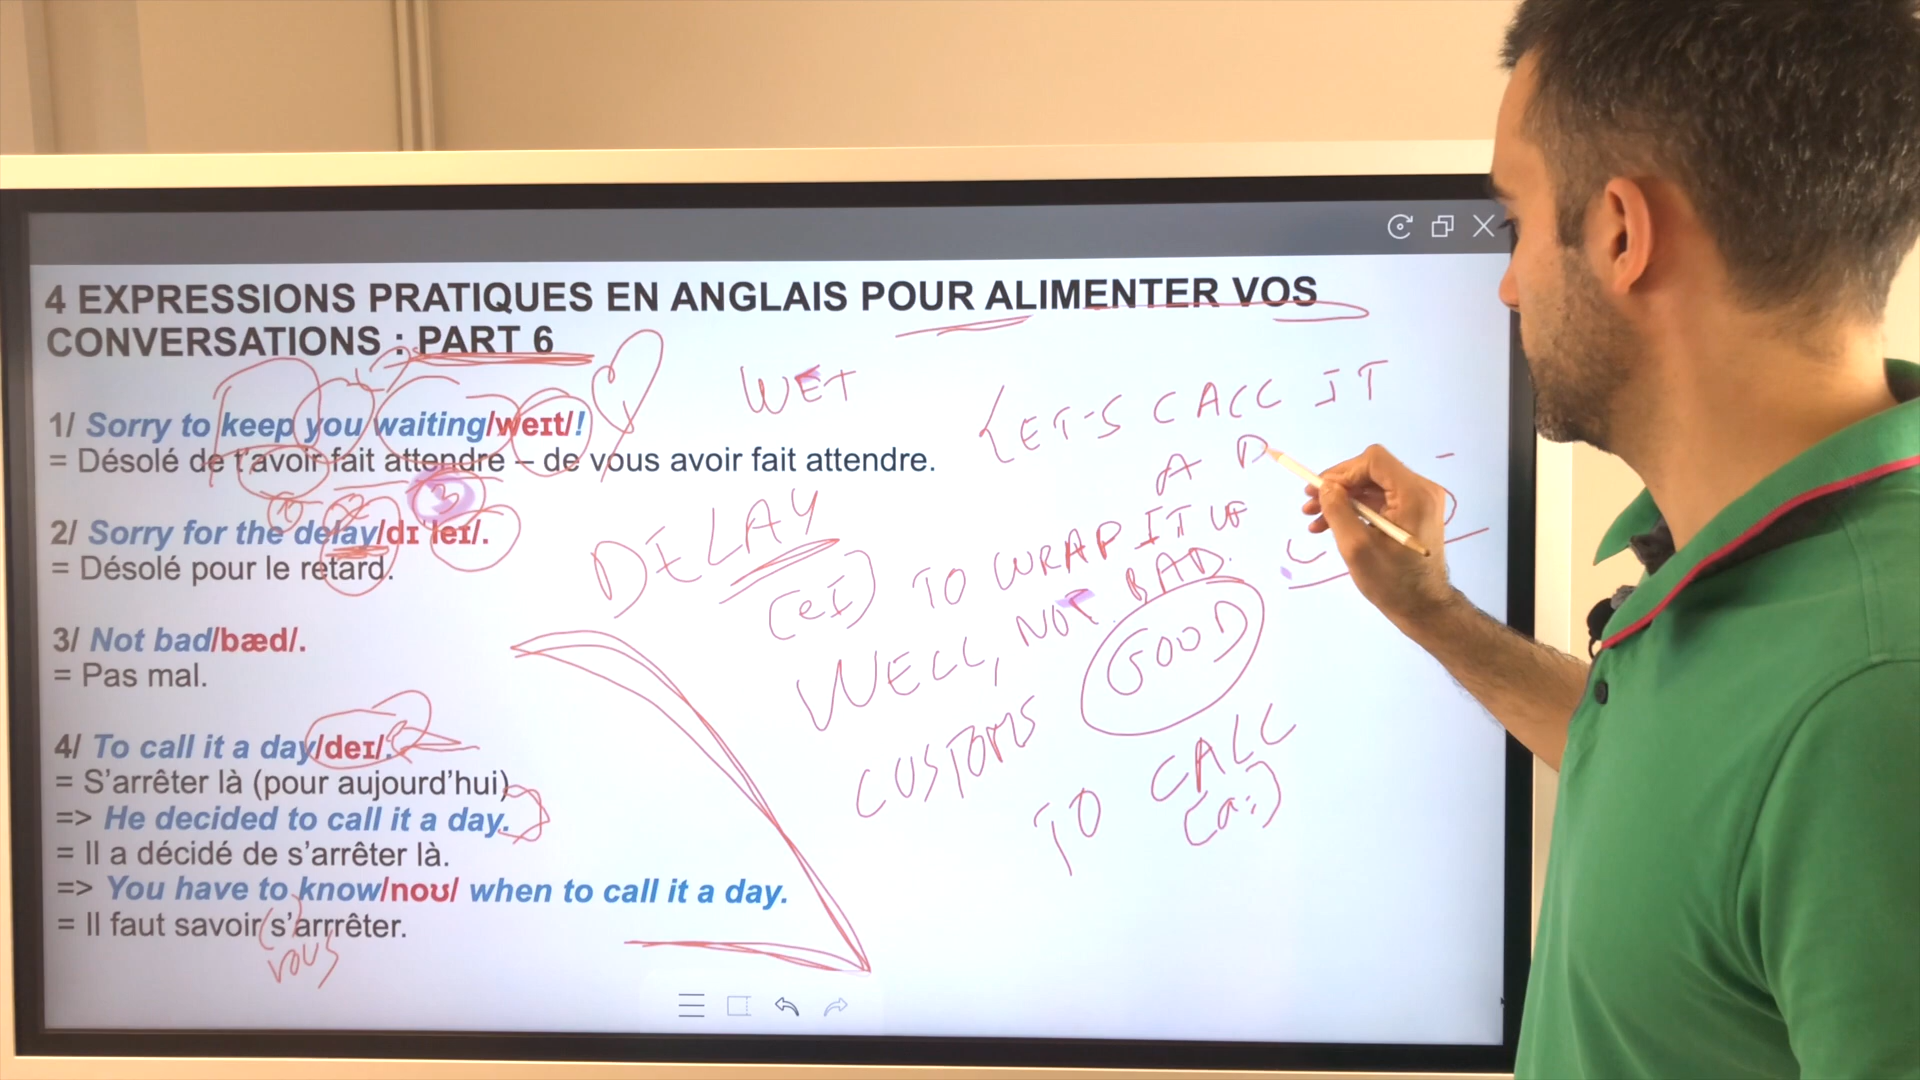 4 EXPRESSIONS PRATIQUES EN ANGLAIS POUR ALIMENTER VOS
CONVERSATIONS : PART 6
1/ Sorry to keep you waiting/weɪt/!
= Désolé de t'avoir fait attendre – de vous avoir fait attendre.
2/ Sorry for the delay/dɪˈleɪ/.
= Désolé pour le retard.
3/ Not bad/bæd/.
= Pas mal.
4/ To call it a day/deɪ/.
= S'arrêter là (pour aujourd'hui)
=> He decided to call it a day.
= Il a décidé de s'arrêter là.
=> You have to know/noʊ/ when to call it a day.
= Il faut savoir s'arrrêter.
vous
3
WET
LET'S CALL IT
A D
DELAY
(eI)
TO WRAP IT UP
WELL, NOT BAD.
GOOD
CUSTOMS
TO CALL
(a:)